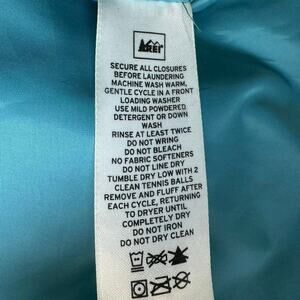 REI
SECURE ALL CLOSURES
BEFORE LAUNDERING
MACHINE WASH WARM,
GENTLE CYCLE IN A FRONT
LOADING WASHER
USE MILD POWDERED
DETERGENT OR DOWN
WASH
RINSE AT LEAST TWICE
DO NOT WRING
DO NOT BLEACH
NO FABRIC SOFTENERS
DO NOT LINE DRY
TUMBLE DRY LOW WITH 2
CLEAN TENNIS BALLS
REMOVE AND FLUFF AFTER
EACH CYCLE, RETURNING
TO DRYER UNTIL
COMPLETELY DRY
DO NOT IRON
DO NOT DRY CLEAN